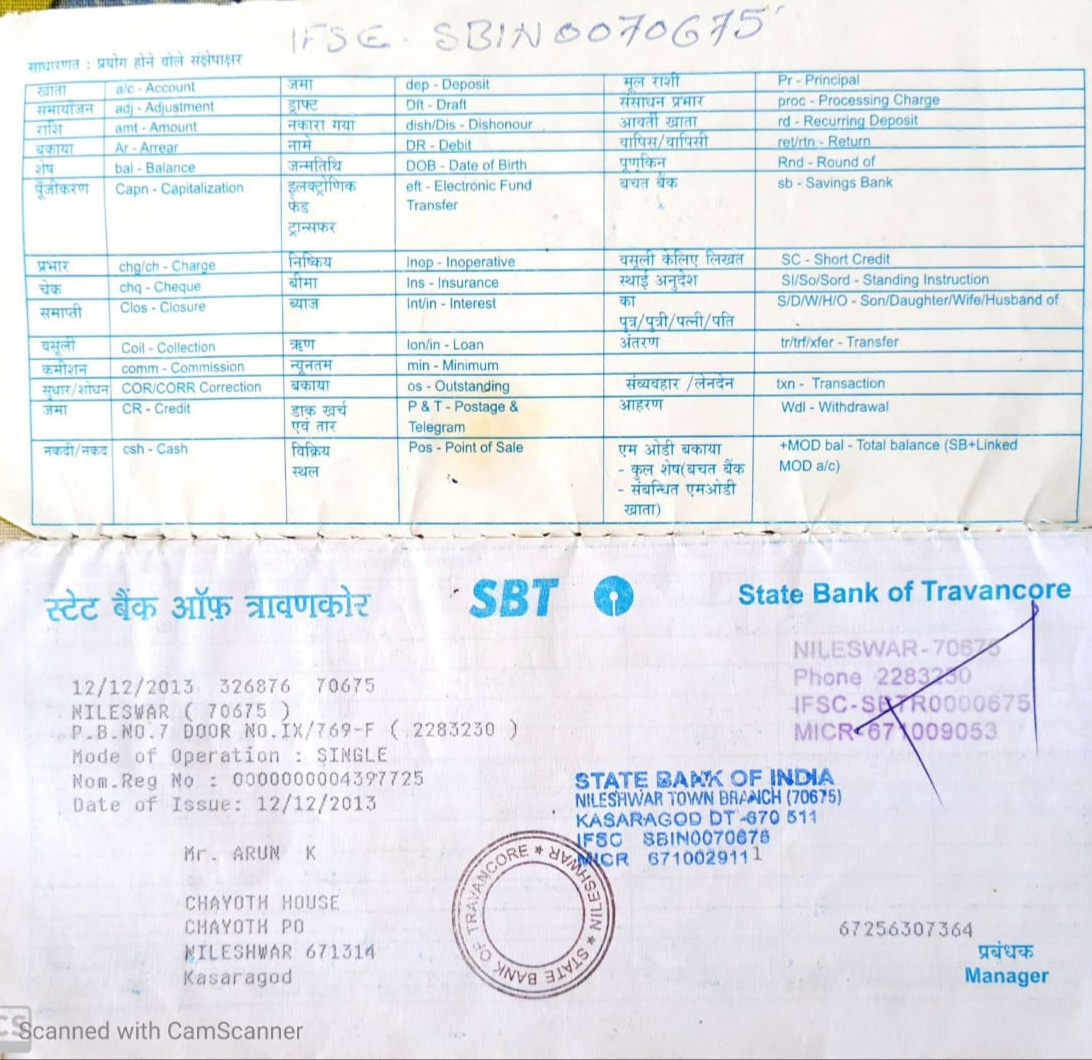 IFSC - SBIN0070675
साधारणत : प्रयोग होने वोले संक्षेपाक्षर
खाता a/c - Account जमा dep - Deposit मूल राशी Pr - Principal
समायोजन adj - Adjustment ड्राफ्ट Dft - Draft संसाधन प्रभार proc - Processing Charge
राशि amt - Amount नकारा गया dish/Dis - Dishonour आवर्ती खाता rd - Recurring Deposit
बकाया Ar - Arrear नामे DR - Debit वापिस/वापिसी ret/rtn - Return
शेष bal - Balance जन्मतिथि DOB - Date of Birth पूर्णांकन Rnd - Round of
पूँजीकरण Capn - Capitalization इलक्ट्रोणिक eft - Electronic Fund बचत बैंक sb - Savings Bank
फंड Transfer
ट्रान्सफर
प्रभार chg/ch - Charge निष्क्रिय Inop - Inoperative वसूली केलिए लिखत SC - Short Credit
चेक chq - Cheque बीमा Ins - Insurance स्थाई अनुदेश SI/So/Sord - Standing Instruction
समाप्ती Clos - Closure ब्याज Int/in - Interest का S/D/W/H/O - Son/Daughter/Wife/Husband of
पुत्र/पुत्री/पत्नी/पति
वसूली Coil - Collection ऋण lon/in - Loan अंतरण tr/trf/xfer - Transfer
कमीशन comm - Commission न्यूनतम min - Minimum
सुधार/शोधन COR/CORR Correction बकाया os - Outstanding संव्यवहार /लेनदेन txn - Transaction
जमा CR - Credit डाक खर्च P & T - Postage & आहरण Wdl - Withdrawal
एवं तार Telegram
नकदी/नकद csh - Cash विक्रिय Pos - Point of Sale एम ओडी बकाया +MOD bal - Total balance (SB+Linked
स्थल - कुल शेष(बचत बैंक MOD a/c)
- संबन्धित एमओडी
खाता)
स्टेट बैंक ऑफ़ त्रावणकोर SBT State Bank of Travancore
NILESWAR-70675
Phone 2283230
IFSC-SBTR0000675
MICR-671009053
12/12/2013 326876 70675
NILESWAR ( 70675 )
P.B.NO.7 DOOR NO.IX/769-F ( 2283230 )
Mode of Operation : SINGLE
Nom.Reg No : 0000000004397725
Date of Issue: 12/12/2013
STATE BANK OF INDIA
NILESHWAR TOWN BRANCH (70675)
KASARAGOD DT -670 511
IFSC SBIN0070675
MICR 671002911 1
Mr. ARUN K
CHAYOTH HOUSE
CHAYOTH PO
NILESHWAR 671314
Kasaragod
STATE BANK OF TRAVANCORE * NILESHWAR *
67256307364
प्रबंधक
Manager
CS Scanned with CamScanner